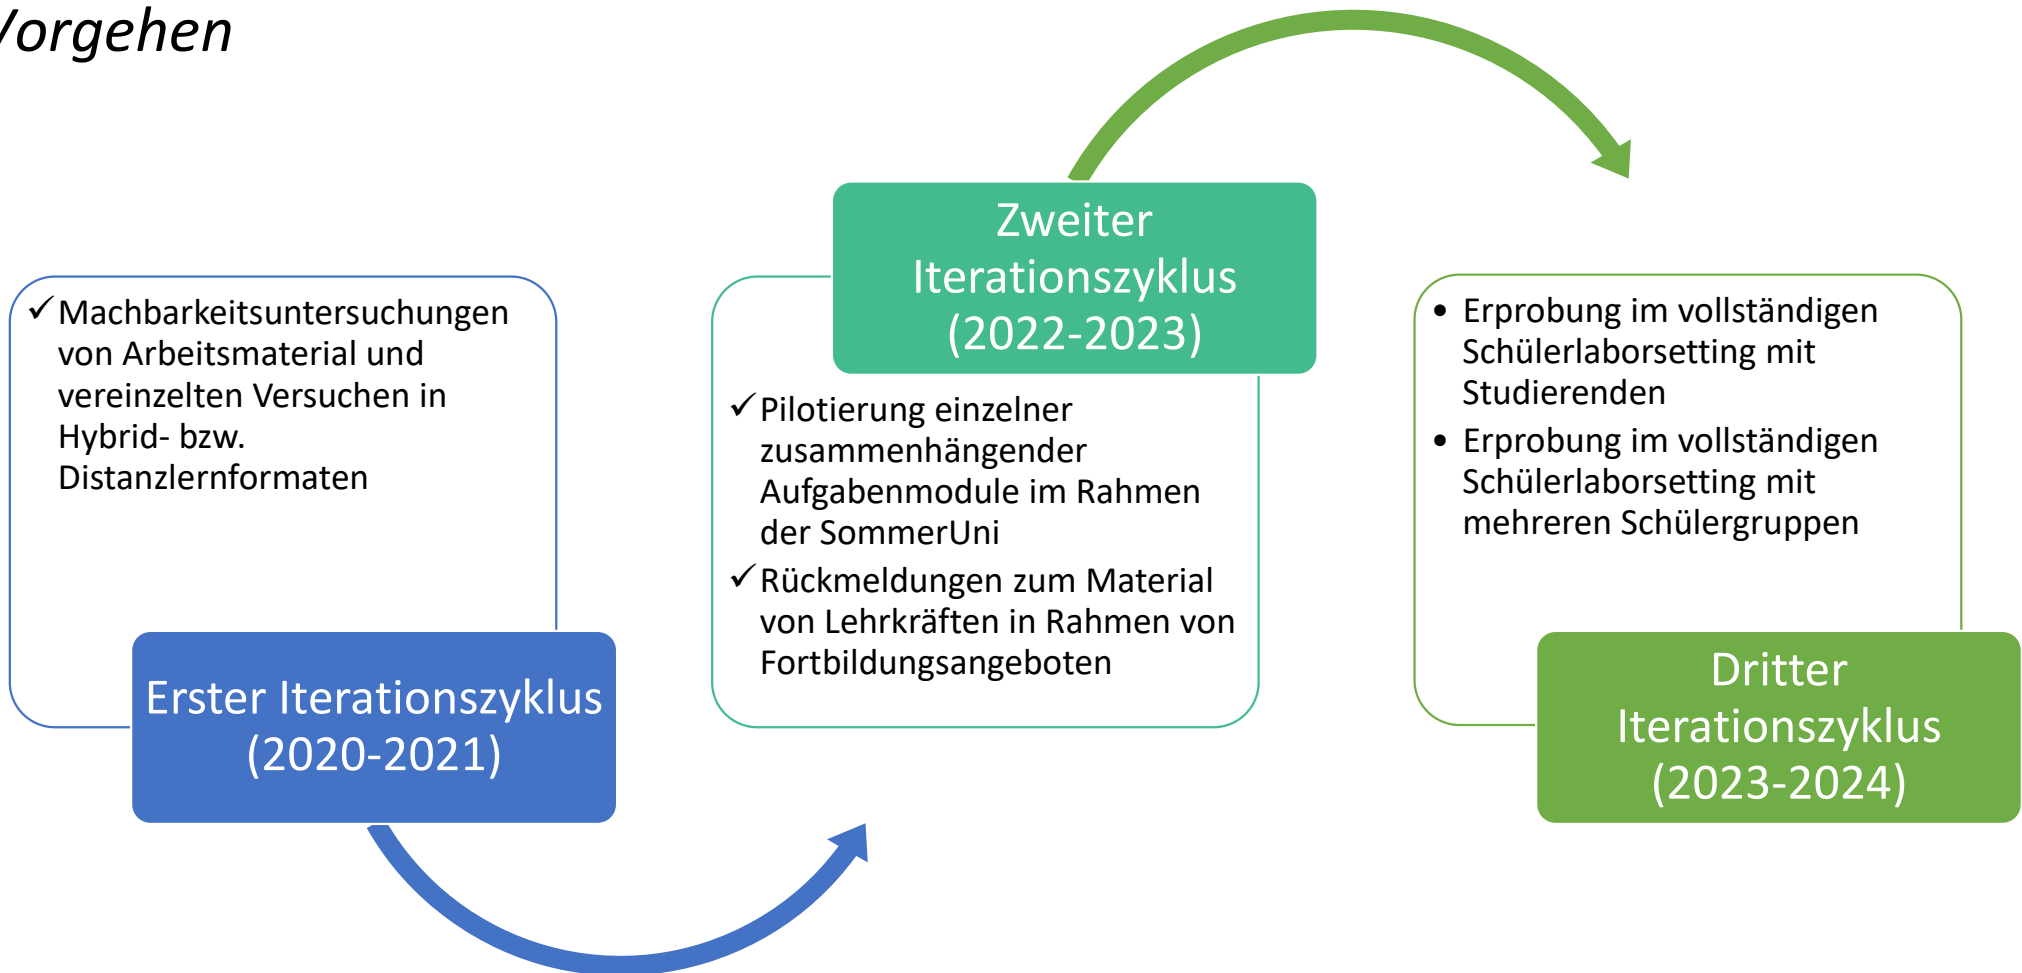 Vorgehen
✓ Machbarkeitsuntersuchungen
von Arbeitsmaterial und
vereinzelten Versuchen in
Hybrid- bzw.
Distanzlernformaten
Erster Iterationszyklus
(2020-2021)
Zweiter
Iterationszyklus
(2022-2023)
✓ Pilotierung einzelner
zusammenhängender
Aufgabenmodule im Rahmen
der SommerUni
✓ Rückmeldungen zum Material
von Lehrkräften in Rahmen von
Fortbildungsangeboten
• Erprobung im vollständigen
Schülerlaborsetting mit
Studierenden
• Erprobung im vollständigen
Schülerlaborsetting mit
mehreren Schülergruppen
Dritter
Iterationszyklus
(2023-2024)